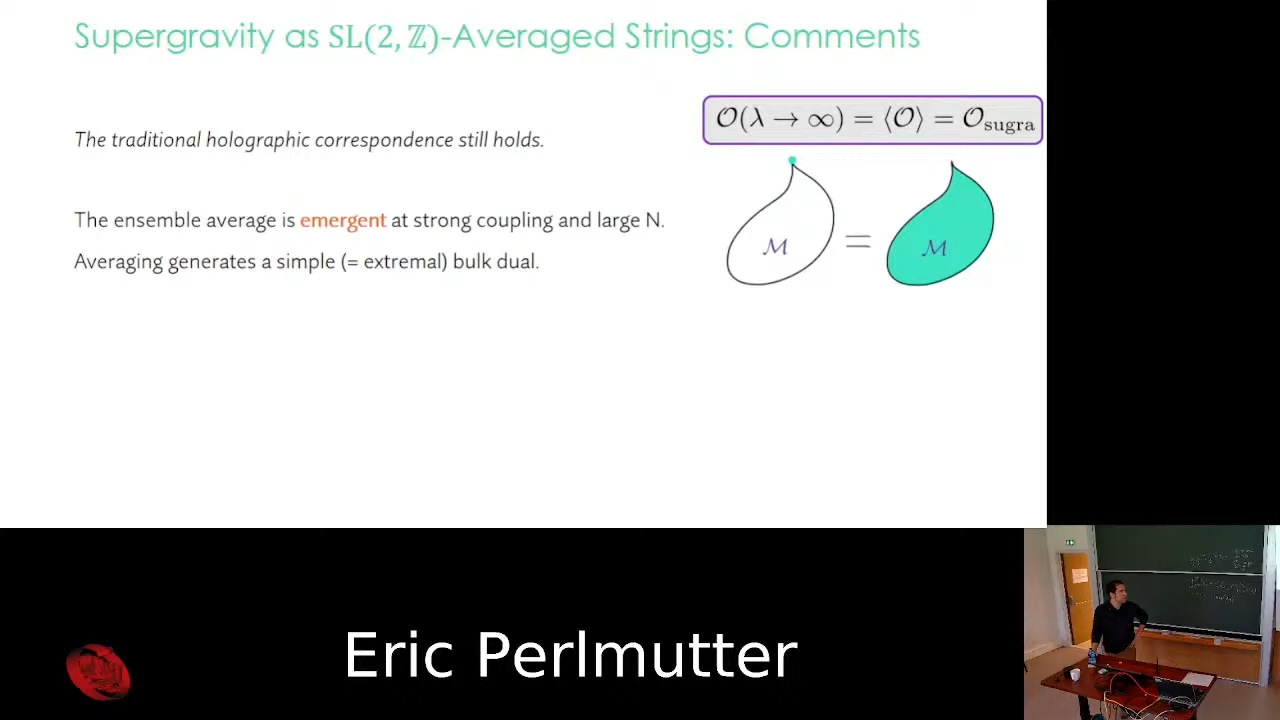 Supergravity as SL(2, ℤ)-Averaged Strings: Comments
𝒪(λ → ∞) = ⟨𝒪⟩ = 𝒪sugra
The traditional holographic correspondence still holds.
The ensemble average is emergent at strong coupling and large N.
Averaging generates a simple (= extremal) bulk dual.
ℳ = ℳ
Eric Perlmutter